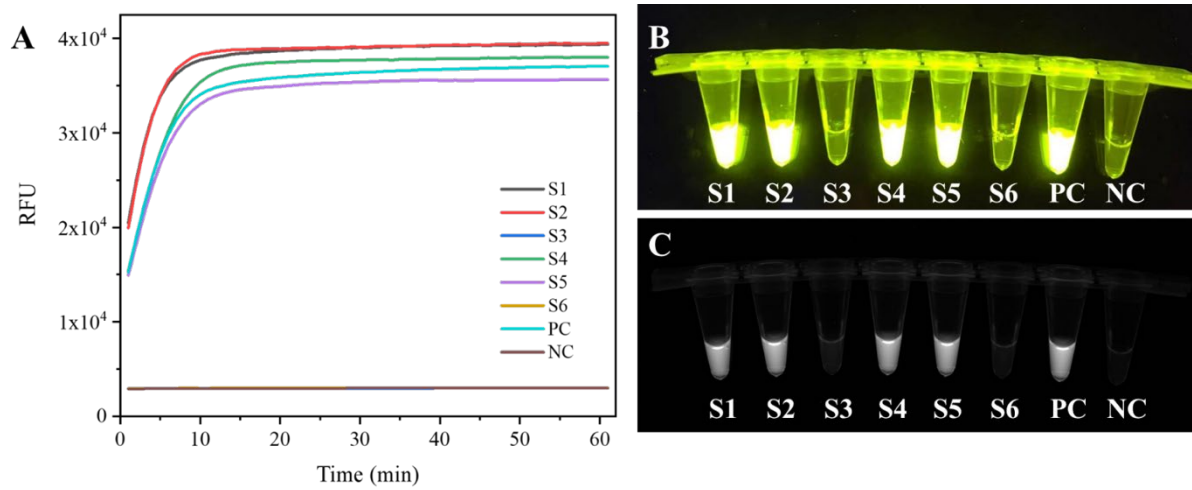 A
RFU
4x10⁴
3x10⁴
2x10⁴
1x10⁴
0
0 10 20 30 40 50 60
Time (min)
S1
S2
S3
S4
S5
S6
PC
NC
B
S1 S2 S3 S4 S5 S6 PC NC
C
S1 S2 S3 S4 S5 S6 PC NC